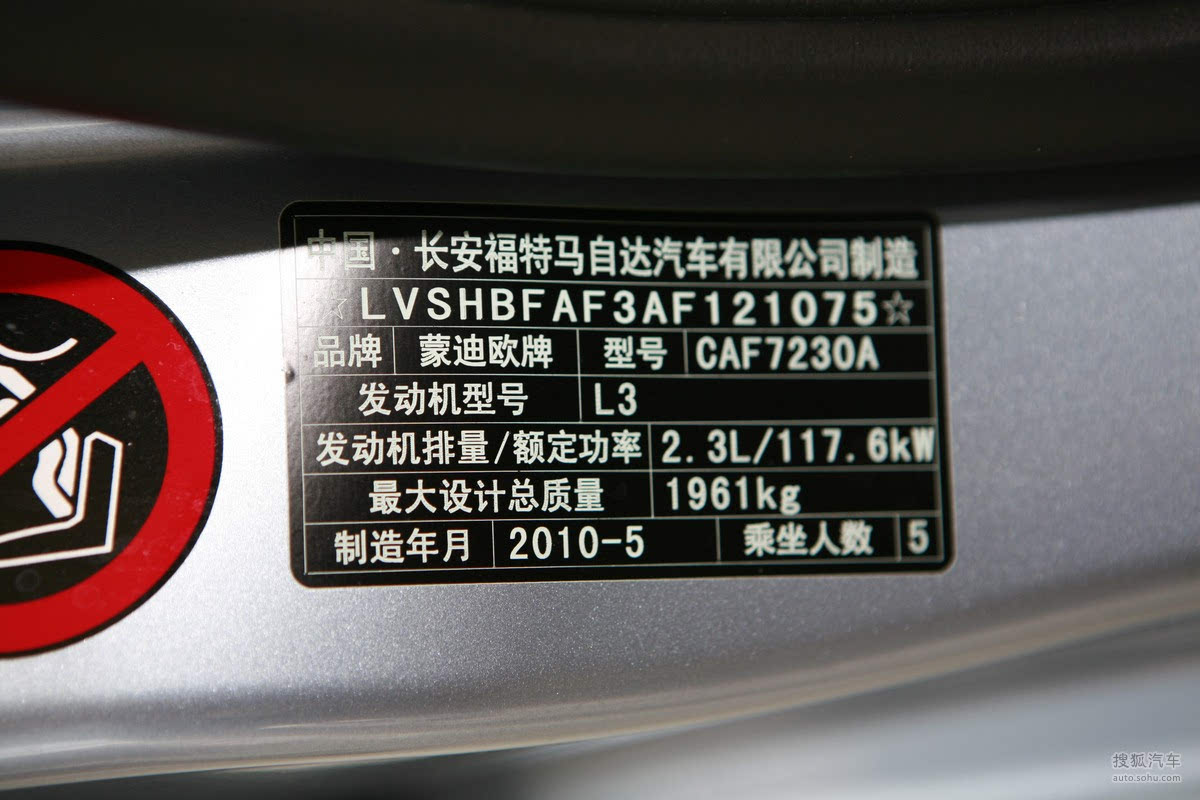 中国·长安福特马自达汽车有限公司制造
☆LVSHBFAF3AF121075☆
品牌 蒙迪欧牌 型号 CAF7230A
发动机型号 L3
发动机排量/额定功率 2.3L/117.6kW
最大设计总质量 1961kg
制造年月 2010-5 乘坐人数 5
搜狐汽车
auto.sohu.com